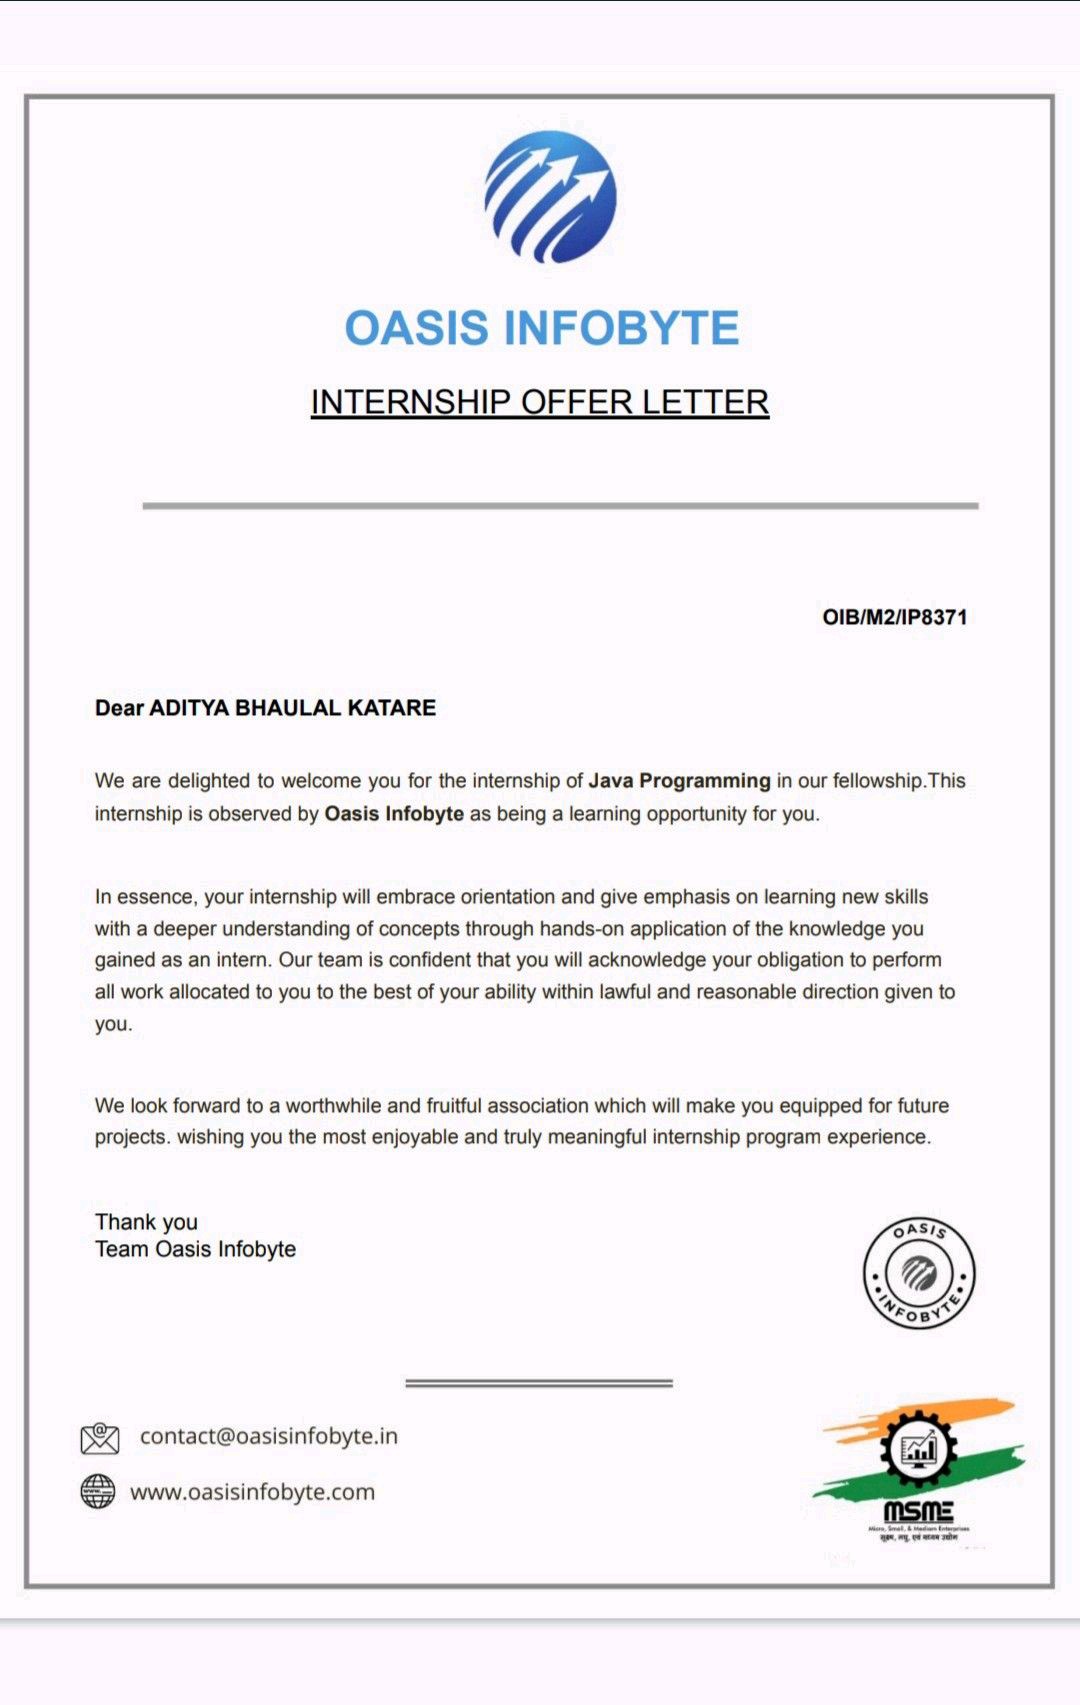 OASIS INFOBYTE
INTERNSHIP OFFER LETTER
OIB/M2/IP8371
Dear ADITYA BHAULAL KATARE
We are delighted to welcome you for the internship of Java Programming in our fellowship.This
internship is observed by Oasis Infobyte as being a learning opportunity for you.
In essence, your internship will embrace orientation and give emphasis on learning new skills
with a deeper understanding of concepts through hands-on application of the knowledge you
gained as an intern. Our team is confident that you will acknowledge your obligation to perform
all work allocated to you to the best of your ability within lawful and reasonable direction given to
you.
We look forward to a worthwhile and fruitful association which will make you equipped for future
projects. wishing you the most enjoyable and truly meaningful internship program experience.
Thank you
Team Oasis Infobyte
OASIS
INFOBYTE
contact@oasisinfobyte.in
www.oasisinfobyte.com
MSME
Micro, Small, & Medium Enterprises
सूक्ष्म, लघु, एवं मध्यम उद्योग